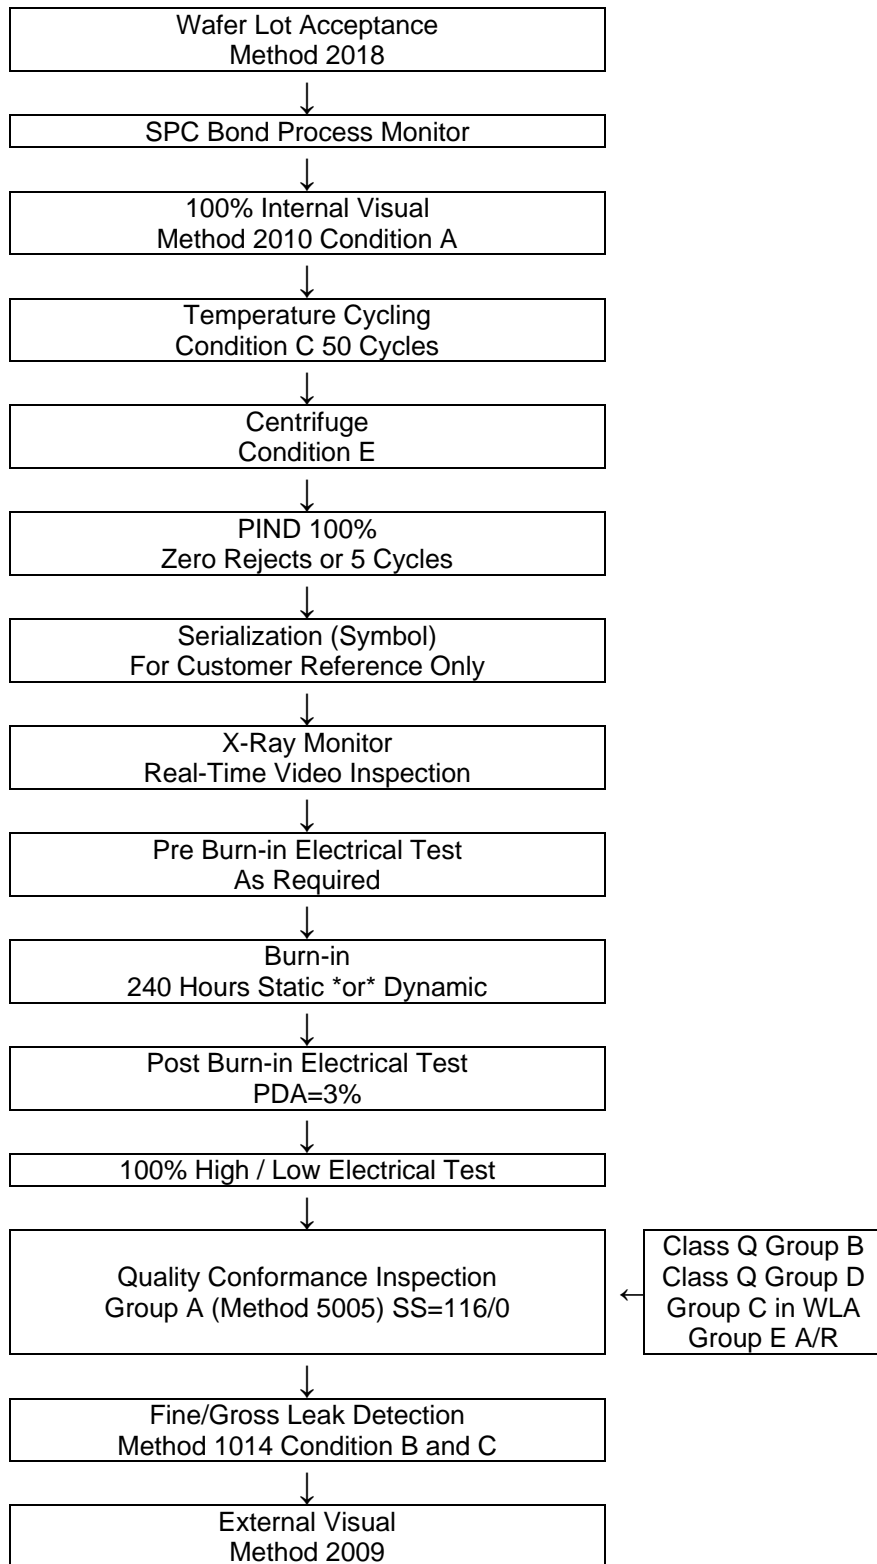 Wafer Lot Acceptance
Method 2018
↓
SPC Bond Process Monitor
↓
100% Internal Visual
Method 2010 Condition A
↓
Temperature Cycling
Condition C 50 Cycles
↓
Centrifuge
Condition E
↓
PIND 100%
Zero Rejects or 5 Cycles
↓
Serialization (Symbol)
For Customer Reference Only
↓
X-Ray Monitor
Real-Time Video Inspection
↓
Pre Burn-in Electrical Test
As Required
↓
Burn-in
240 Hours Static *or* Dynamic
↓
Post Burn-in Electrical Test
PDA=3%
↓
100% High / Low Electrical Test
↓
Quality Conformance Inspection
Group A (Method 5005) SS=116/0
←
Class Q Group B
Class Q Group D
Group C in WLA
Group E A/R
↓
Fine/Gross Leak Detection
Method 1014 Condition B and C
↓
External Visual
Method 2009